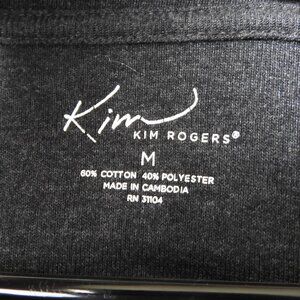 Kim
KIM ROGERS®
M
60% COTTON 40% POLYESTER
MADE IN CAMBODIA
RN 31104